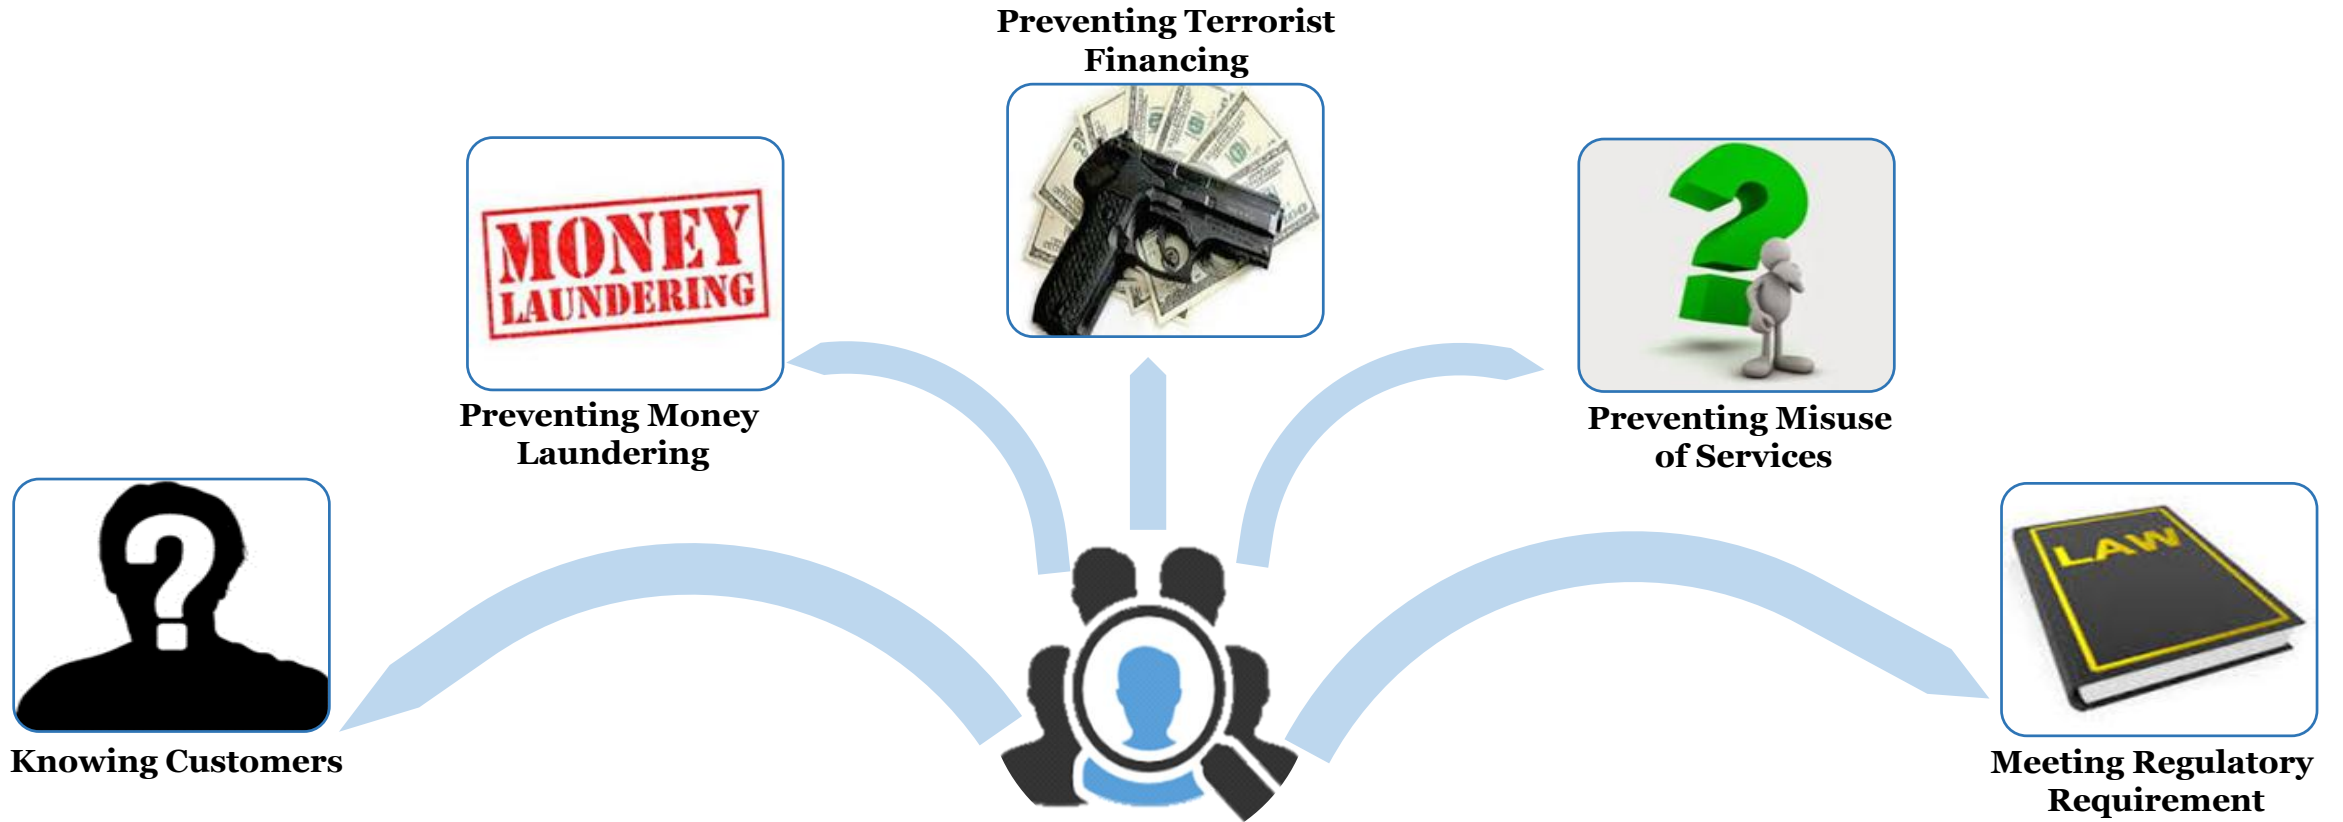 Preventing Terrorist
Financing
MONEY
LAUNDERING
Preventing Money
Laundering
Preventing Misuse
of Services
?
Knowing Customers
LAW
Meeting Regulatory
Requirement